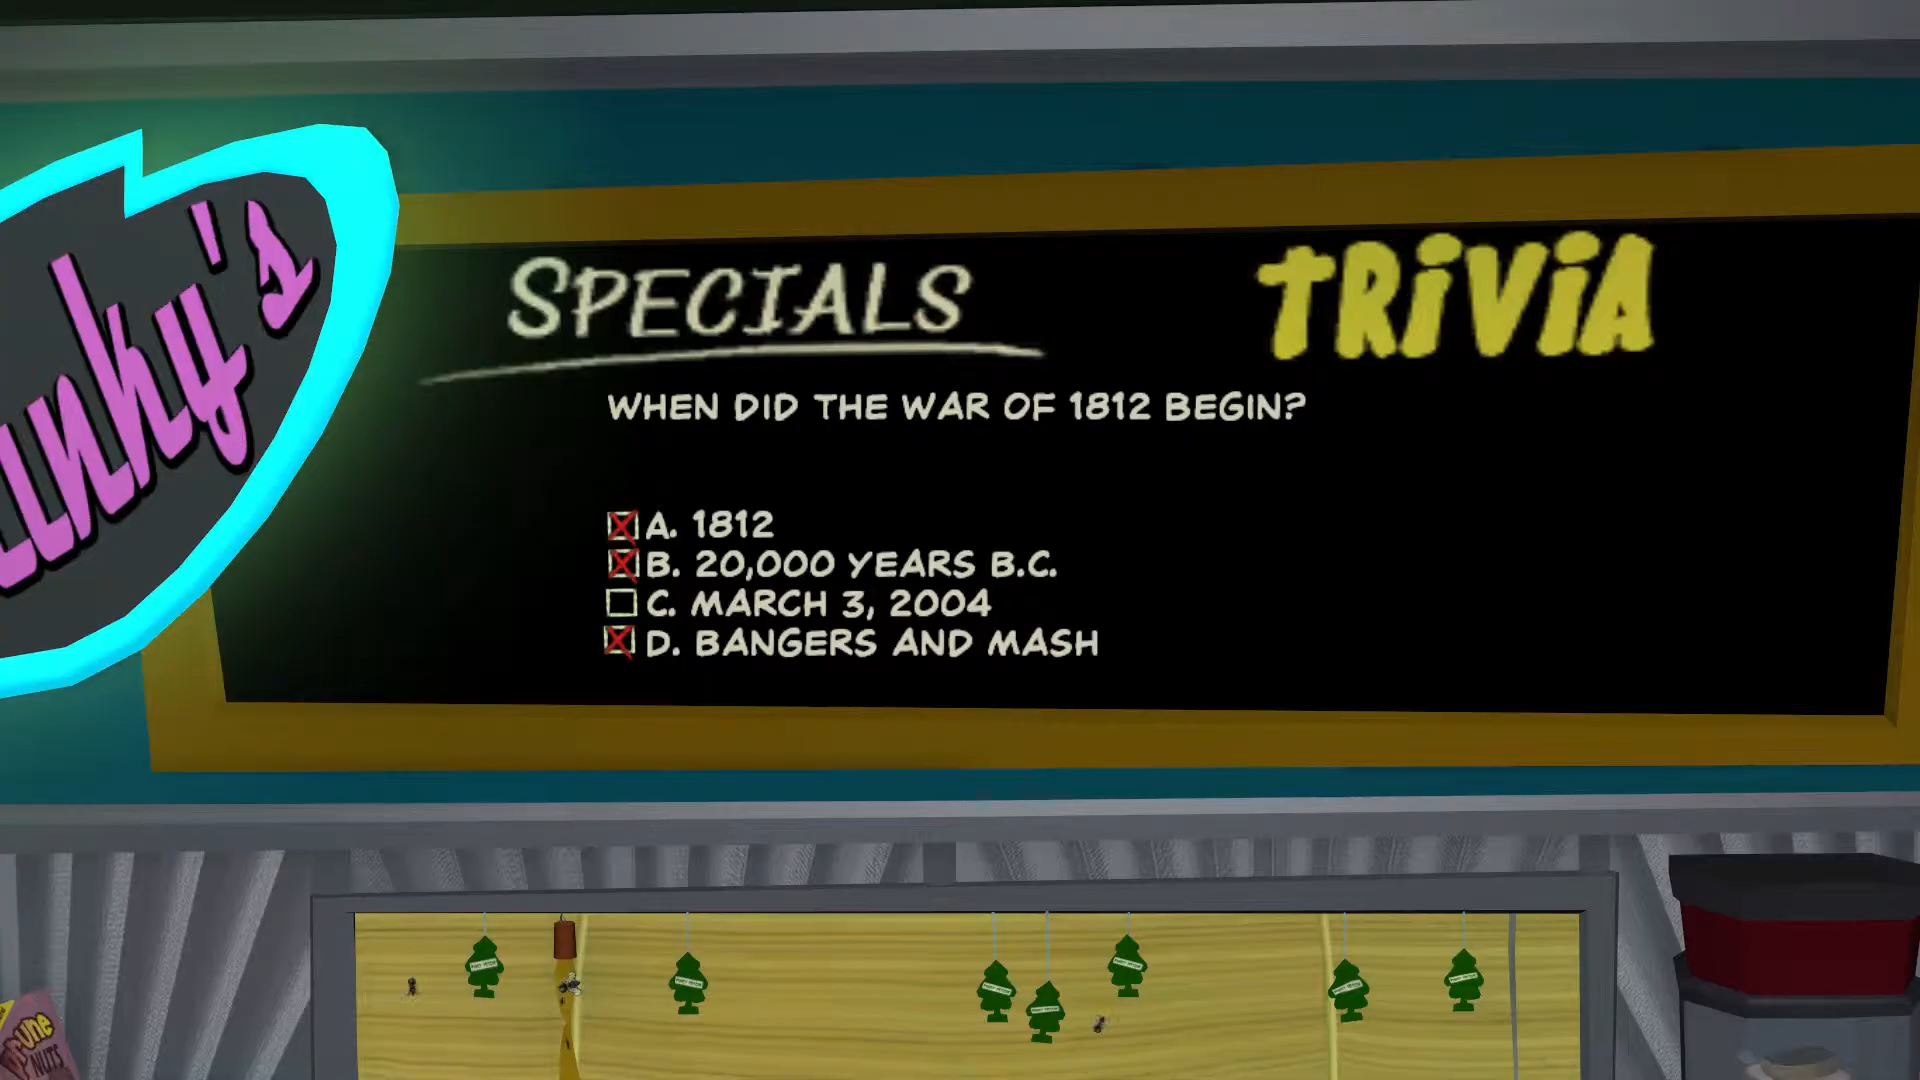 SPECIALS
TRiViA
WHEN DID THE WAR OF 1812 BEGIN?
A. 1812
B. 20,000 YEARS B.C.
C. MARCH 3, 2004
D. BANGERS AND MASH
NUTS